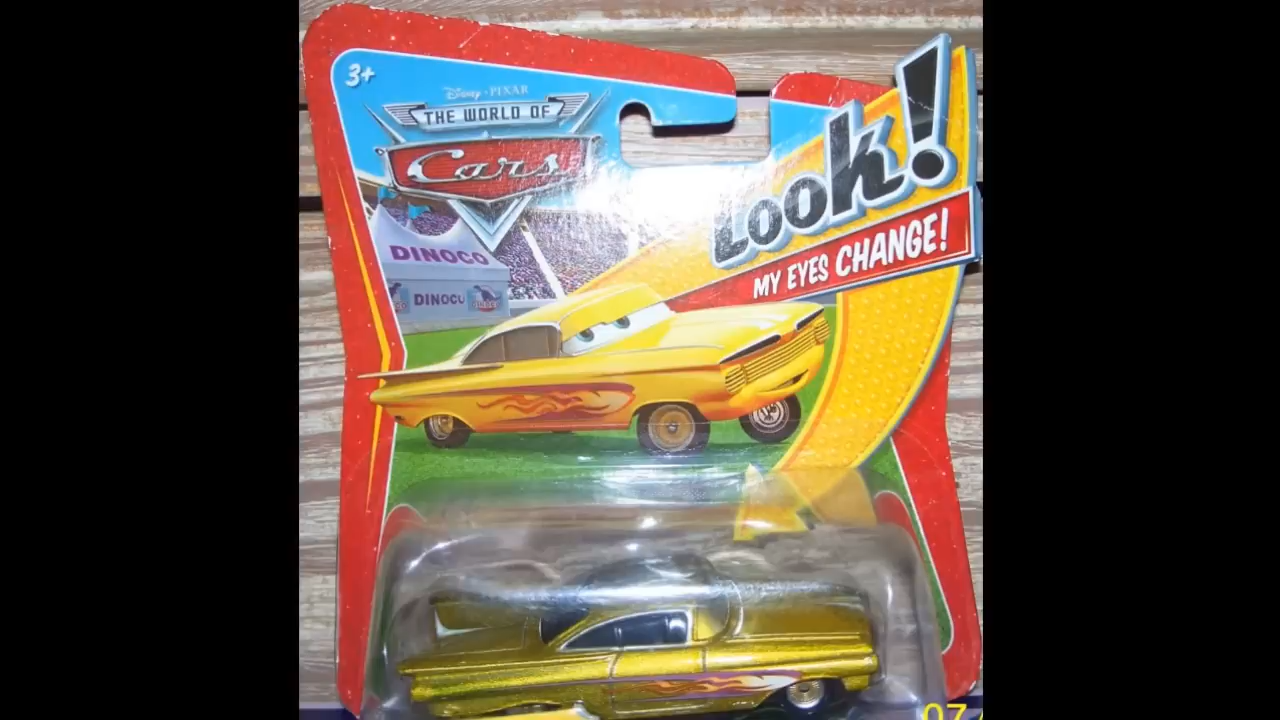 3+
Disney · PIXAR
THE WORLD OF
Cars
LOOK!
MY EYES CHANGE!
DINOCO
DINOCO
07